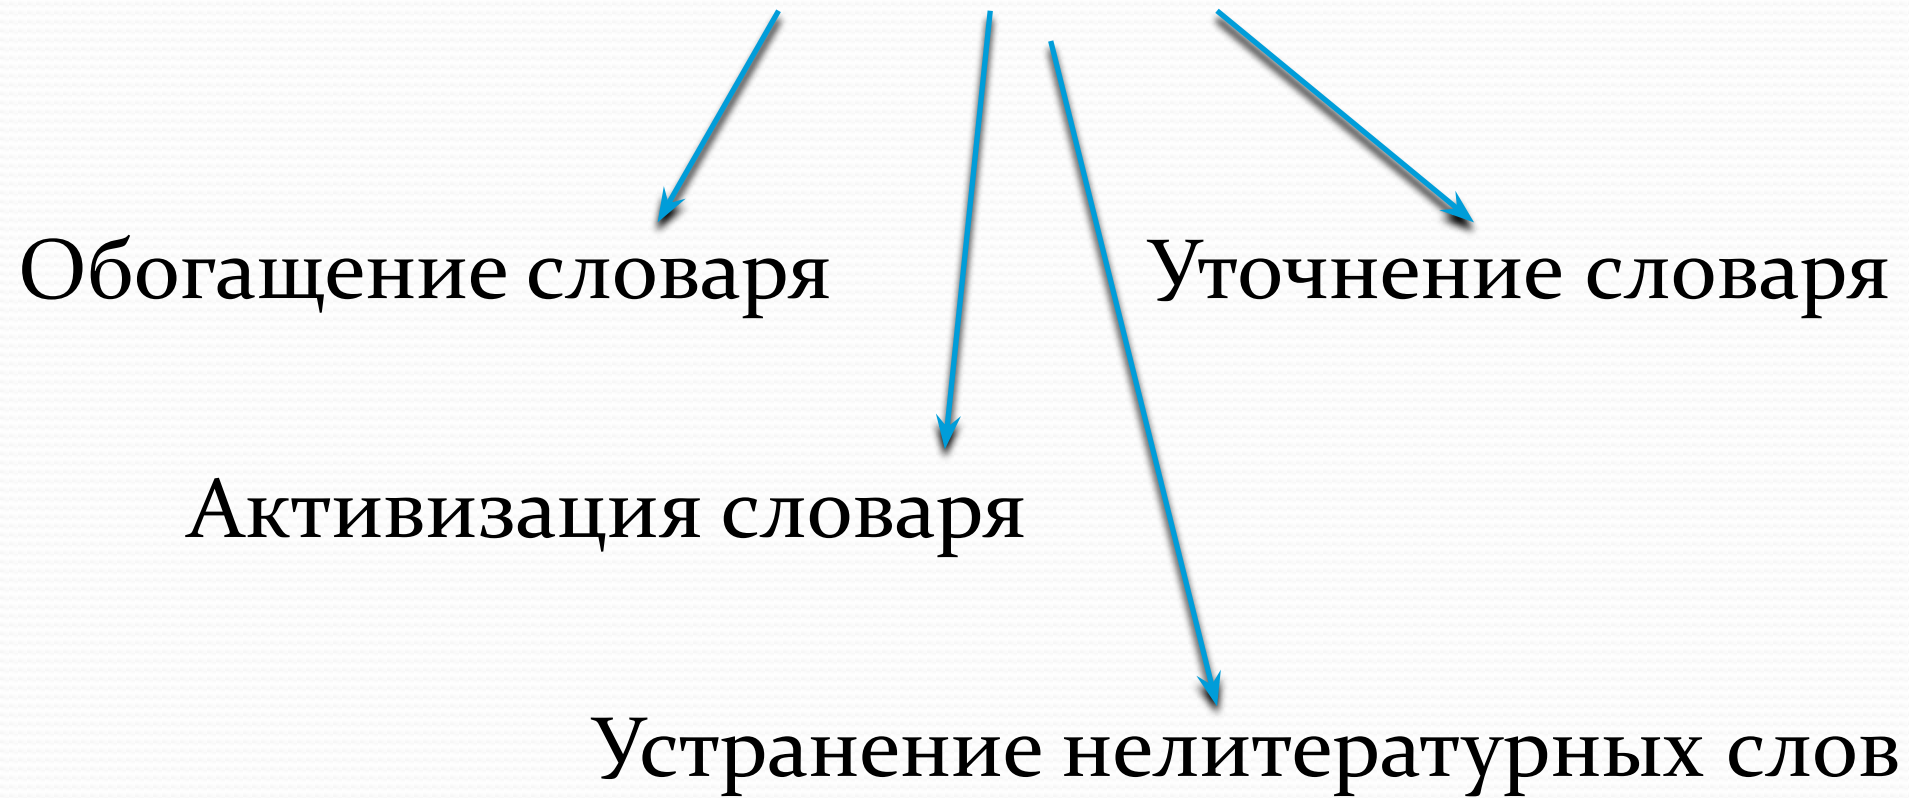 Обогащение словаря
Уточнение словаря
Активизация словаря
Устранение нелитературных слов